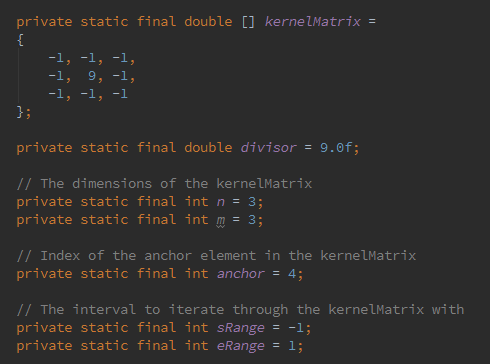 private static final double [] kernelMatrix =
{
-1, -1, -1,
-1, 9, -1,
-1, -1, -1
};
private static final double divisor = 9.0f;
// The dimensions of the kernelMatrix
private static final int n = 3;
private static final int m = 3;
// Index of the anchor element in the kernelMatrix
private static final int anchor = 4;
// The interval to iterate through the kernelMatrix with
private static final int sRange = -1;
private static final int eRange = 1;